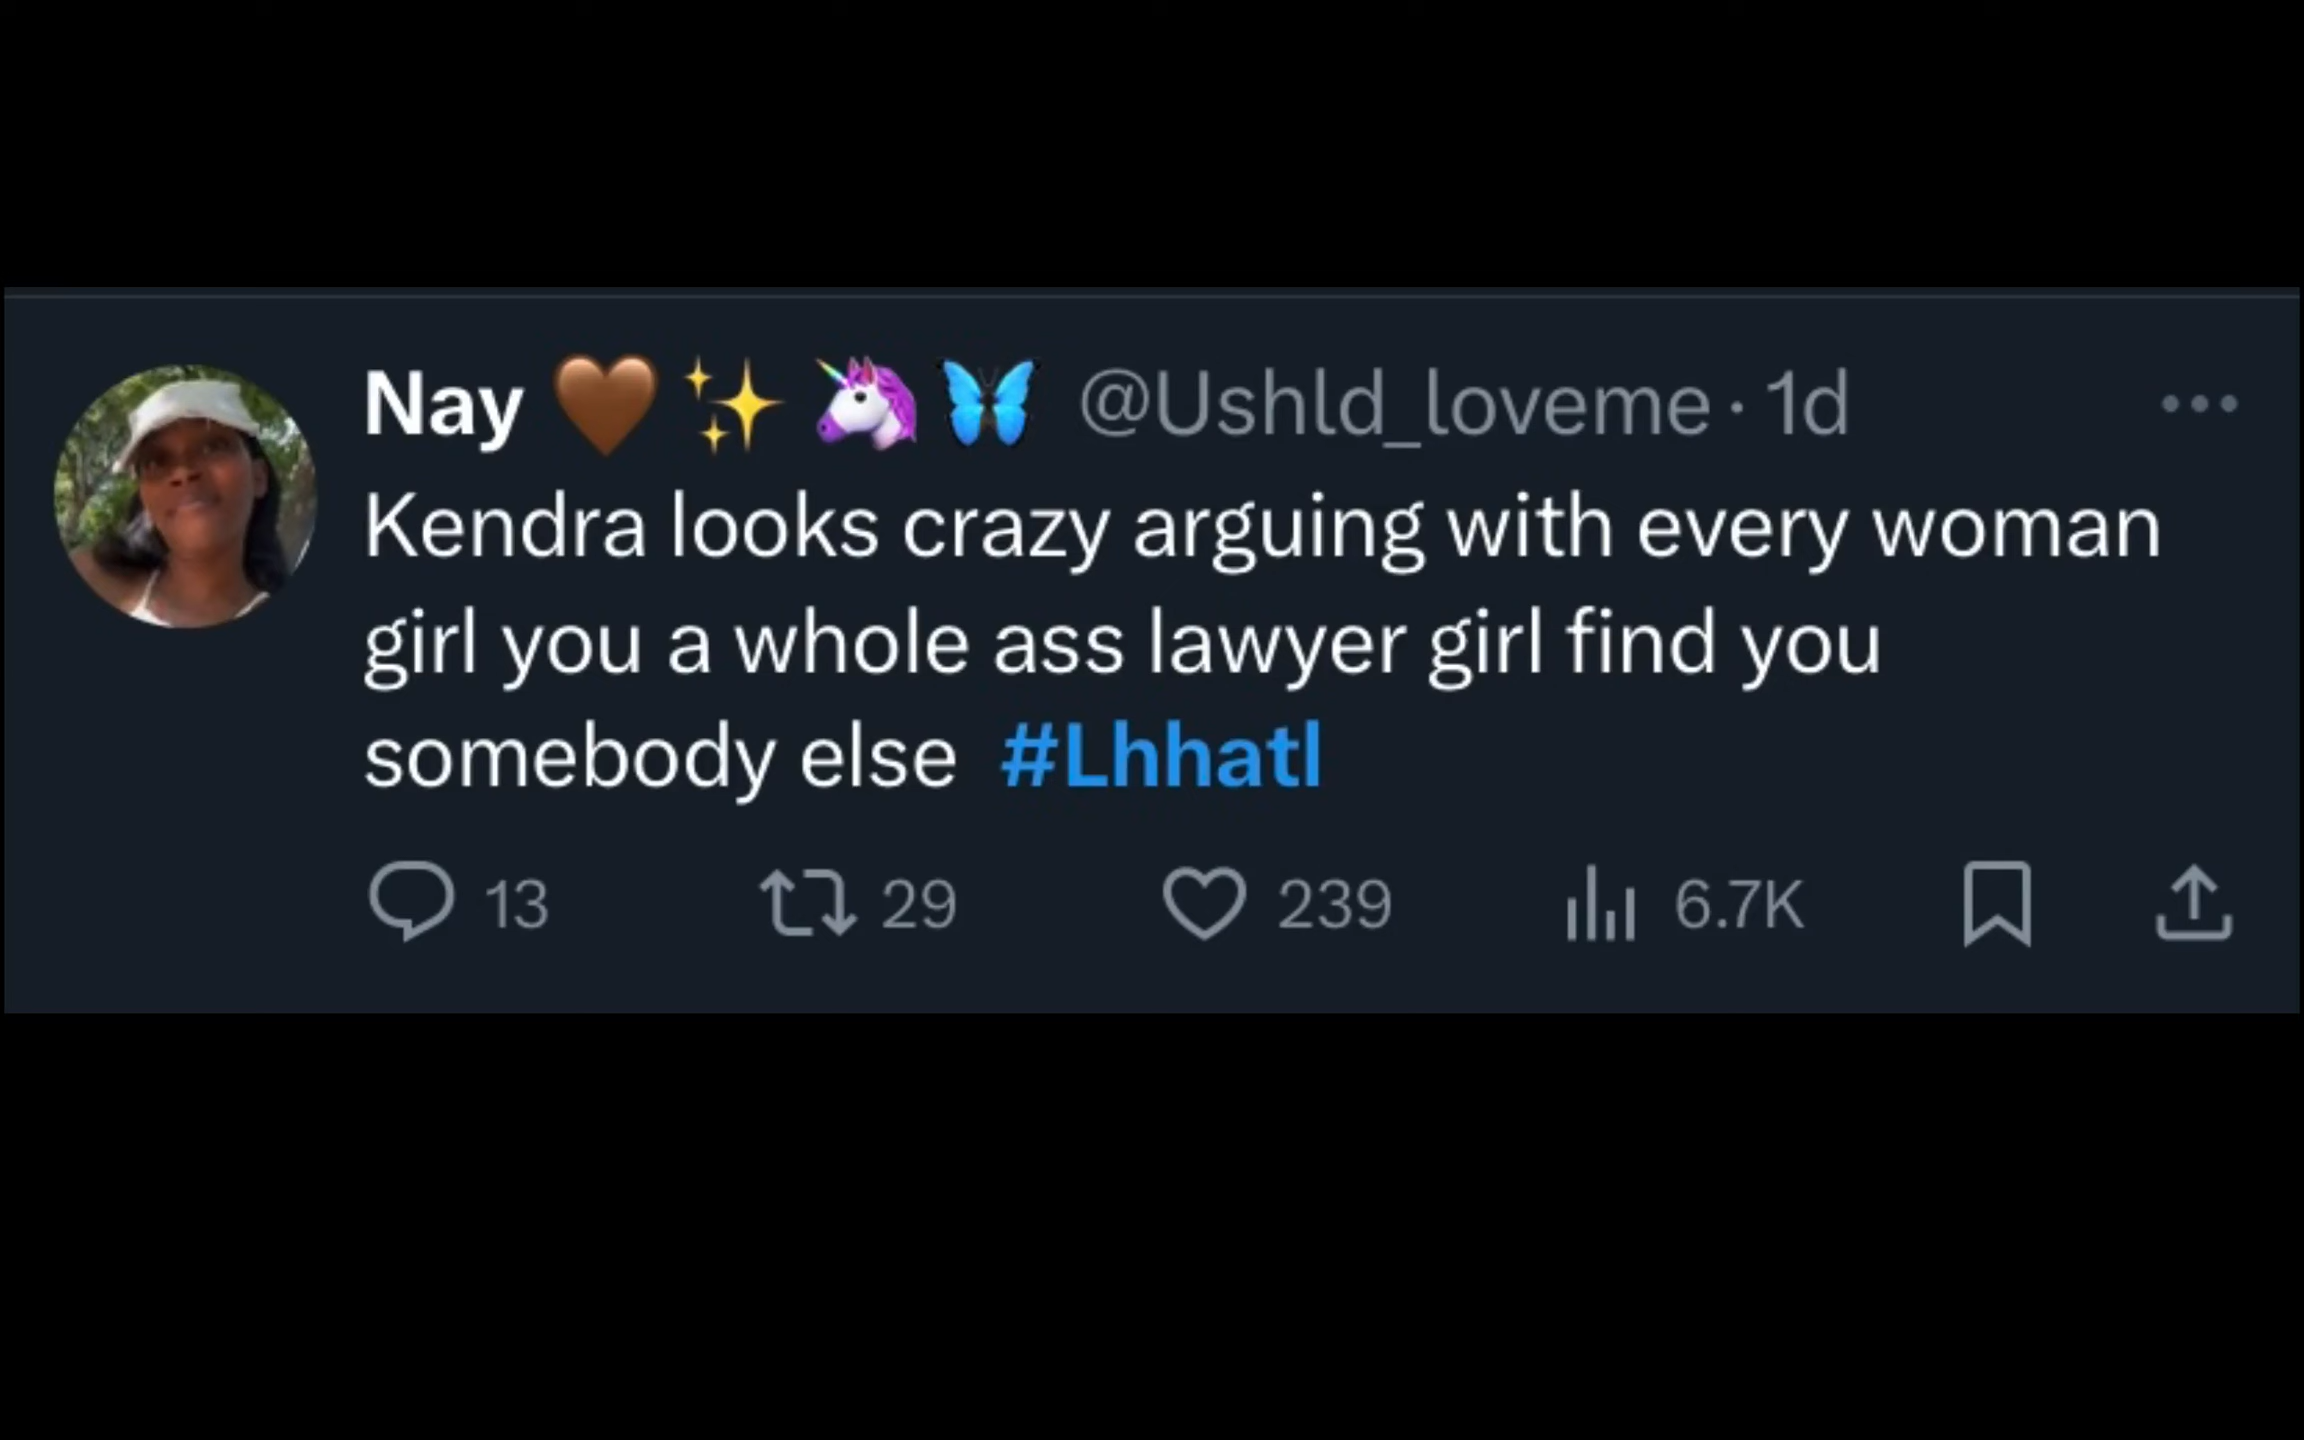 Nay 🤎✨🦄🦋 @Ushld_loveme · 1d
Kendra looks crazy arguing with every woman
girl you a whole ass lawyer girl find you
somebody else #Lhhatl
13 29 239 6.7K